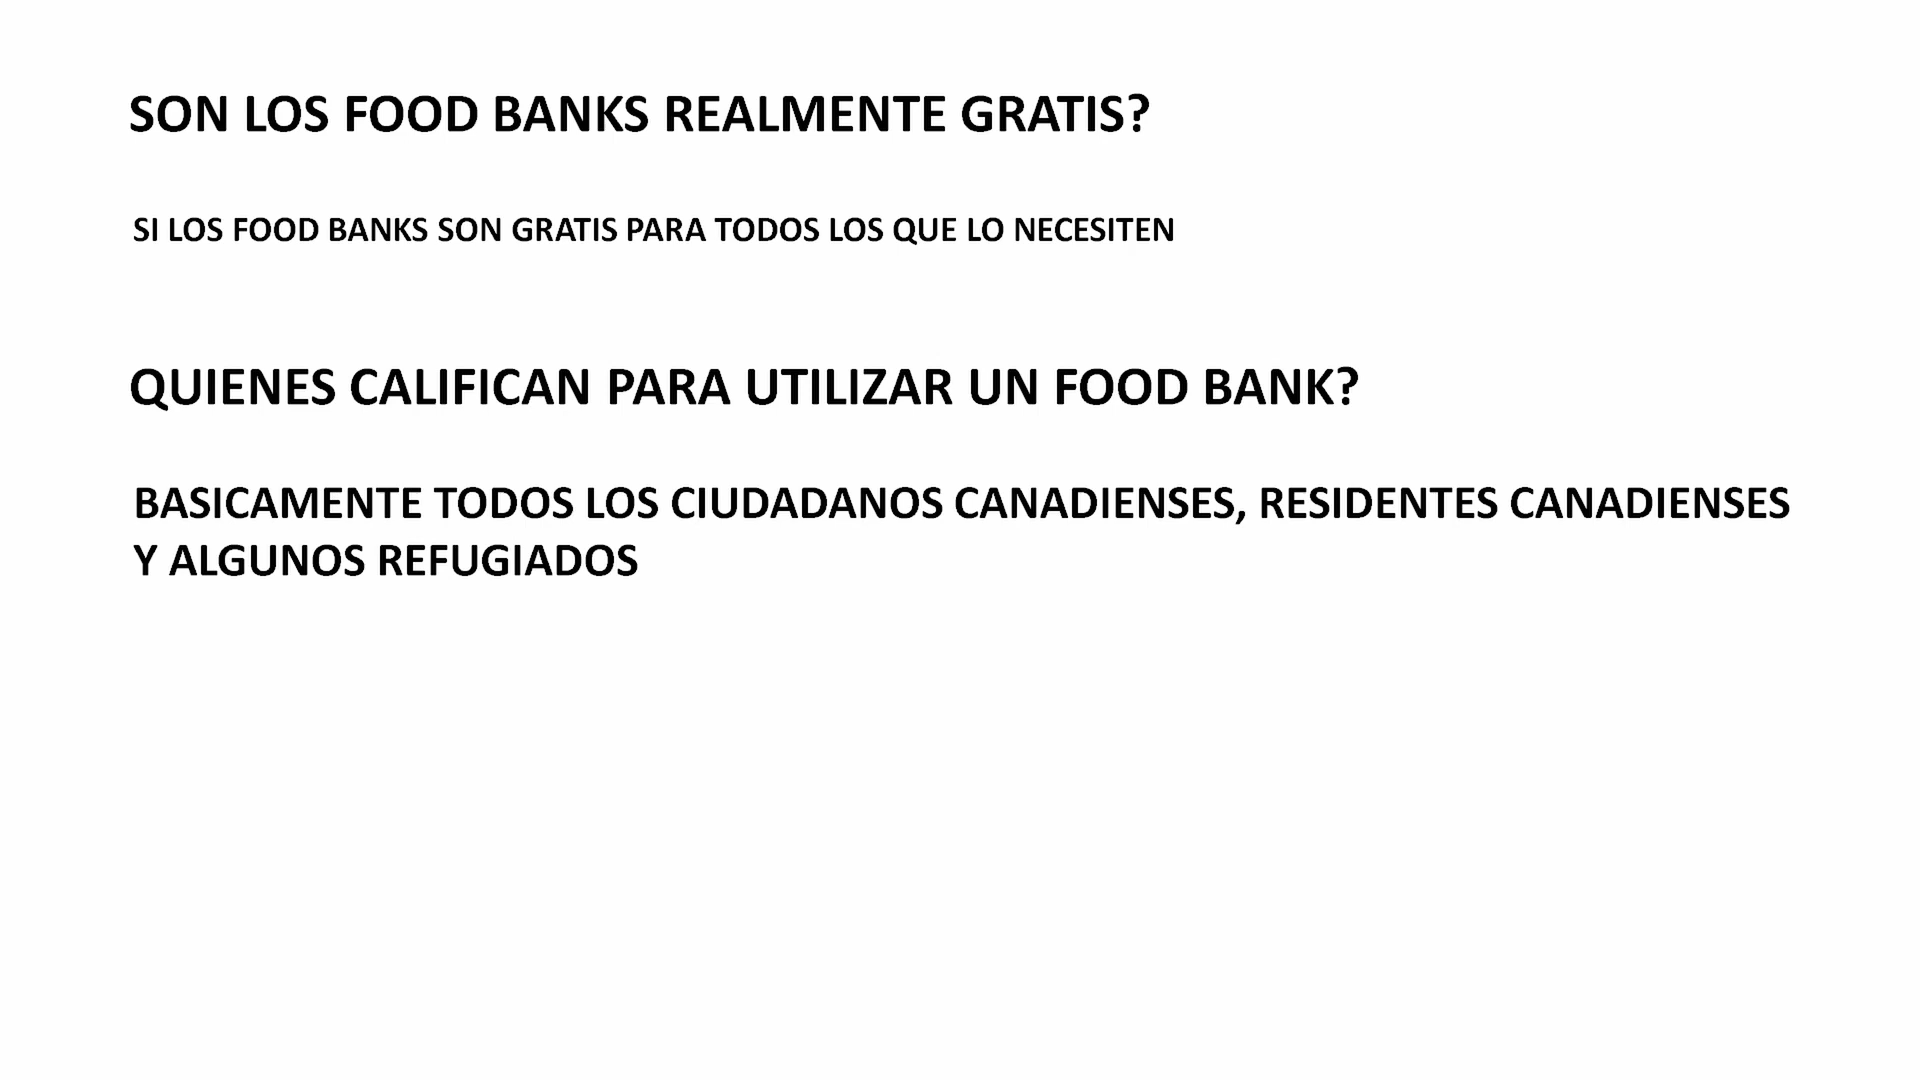 SON LOS FOOD BANKS REALMENTE GRATIS?
SI LOS FOOD BANKS SON GRATIS PARA TODOS LOS QUE LO NECESITEN
QUIENES CALIFICAN PARA UTILIZAR UN FOOD BANK?
BASICAMENTE TODOS LOS CIUDADANOS CANADIENSES, RESIDENTES CANADIENSES
Y ALGUNOS REFUGIADOS